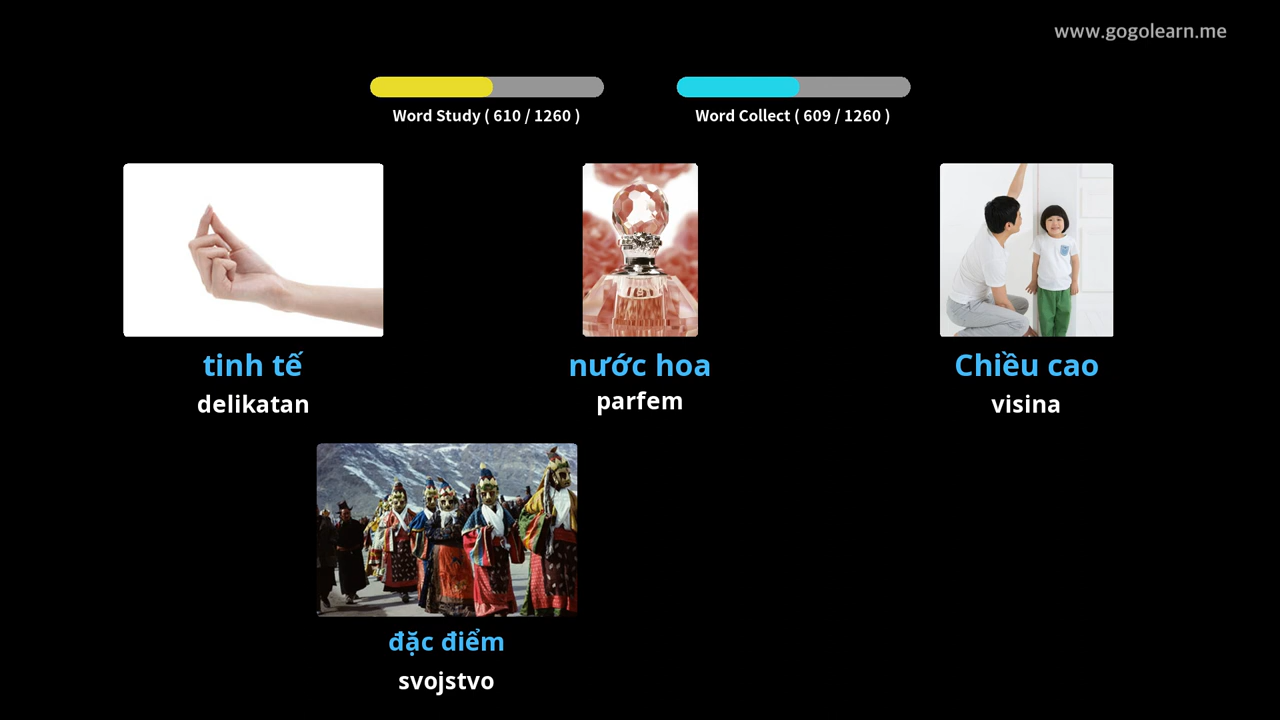 www.gogolearn.me
Word Study ( 610 / 1260 )
Word Collect ( 609 / 1260 )
tinh tế
delikatan
nước hoa
parfem
Chiều cao
visina
đặc điểm
svojstvo